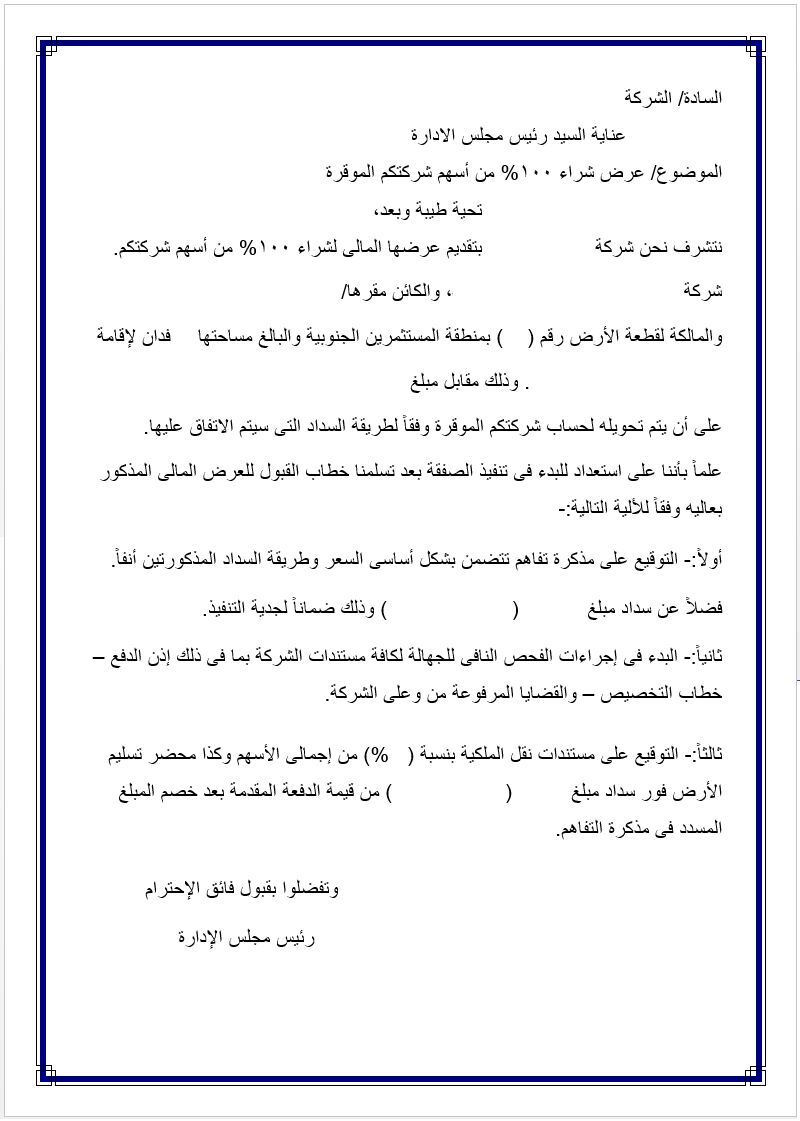 السادة/ الشركة
عناية السيد رئيس مجلس الادارة
الموضوع/ عرض شراء ١٠٠% من أسهم شركتكم الموقرة
تحية طيبة وبعد،
نتشرف نحن شركة بتقديم عرضها المالى لشراء ١٠٠% من أسهم شركتكم.
شركة ، والكائن مقرها/
والمالكة لقطعة الأرض رقم ( ) بمنطقة المستثمرين الجنوبية والبالغ مساحتها فدان لإقامة
. وذلك مقابل مبلغ
على أن يتم تحويله لحساب شركتكم الموقرة وفقاً لطريقة السداد التى سيتم الاتفاق عليها.
علماً بأننا على استعداد للبدء فى تنفيذ الصفقة بعد تسلمنا خطاب القبول للعرض المالى المذكور
بعاليه وفقاً للألية التالية:-
أولاً:- التوقيع على مذكرة تفاهم تتضمن بشكل أساسى السعر وطريقة السداد المذكورتين أنفاً.
فضلاً عن سداد مبلغ ( ) وذلك ضماناً لجدية التنفيذ.
ثانياً:- البدء فى إجراءات الفحص النافى للجهالة لكافة مستندات الشركة بما فى ذلك إذن الدفع –
خطاب التخصيص – والقضايا المرفوعة من وعلى الشركة.
ثالثاً:- التوقيع على مستندات نقل الملكية بنسبة ( %) من إجمالى الأسهم وكذا محضر تسليم
الأرض فور سداد مبلغ ( ) من قيمة الدفعة المقدمة بعد خصم المبلغ
المسدد فى مذكرة التفاهم.
وتفضلوا بقبول فائق الإحترام
رئيس مجلس الإدارة